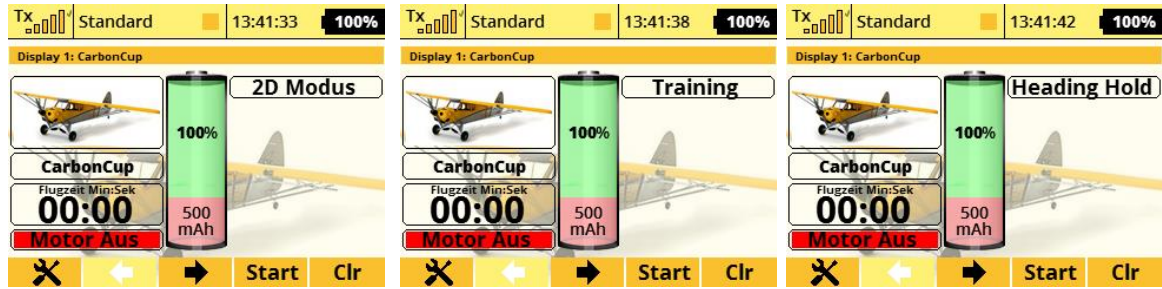 Tx Standard 13:41:33 100%
Display 1: CarbonCup
2D Modus
100%
CarbonCup
Flugzeit Min:Sek
00:00
500
mAh
Motor Aus
Start Clr
Tx Standard 13:41:38 100%
Display 1: CarbonCup
Training
100%
CarbonCup
Flugzeit Min:Sek
00:00
500
mAh
Motor Aus
Start Clr
Tx Standard 13:41:42 100%
Display 1: CarbonCup
Heading Hold
100%
CarbonCup
Flugzeit Min:Sek
00:00
500
mAh
Motor Aus
Start Clr